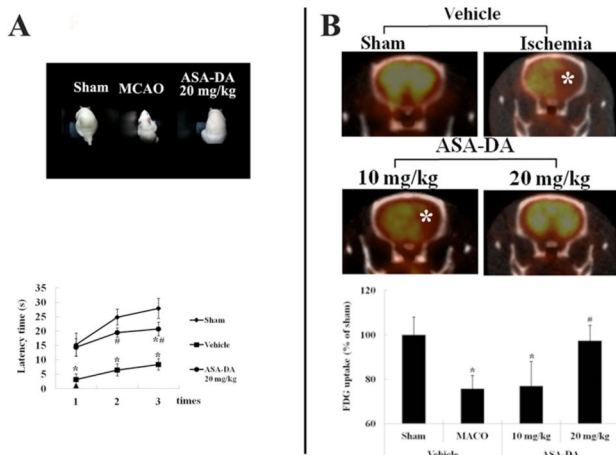 A
Sham MCAO ASA-DA
20 mg/kg
Latency time (s)
35
30
25
20
15
10
5
0
*
*
*
#
*#
1 2 3 times
Sham
Vehicle
ASA-DA
20 mg/kg
B
Vehicle
Sham Ischemia
*
ASA-DA
10 mg/kg 20 mg/kg
*
FDG uptake (% of sham)
120
100
80
60
*
*
#
Sham MACO 10 mg/kg 20 mg/kg
Vehicle ASA-DA